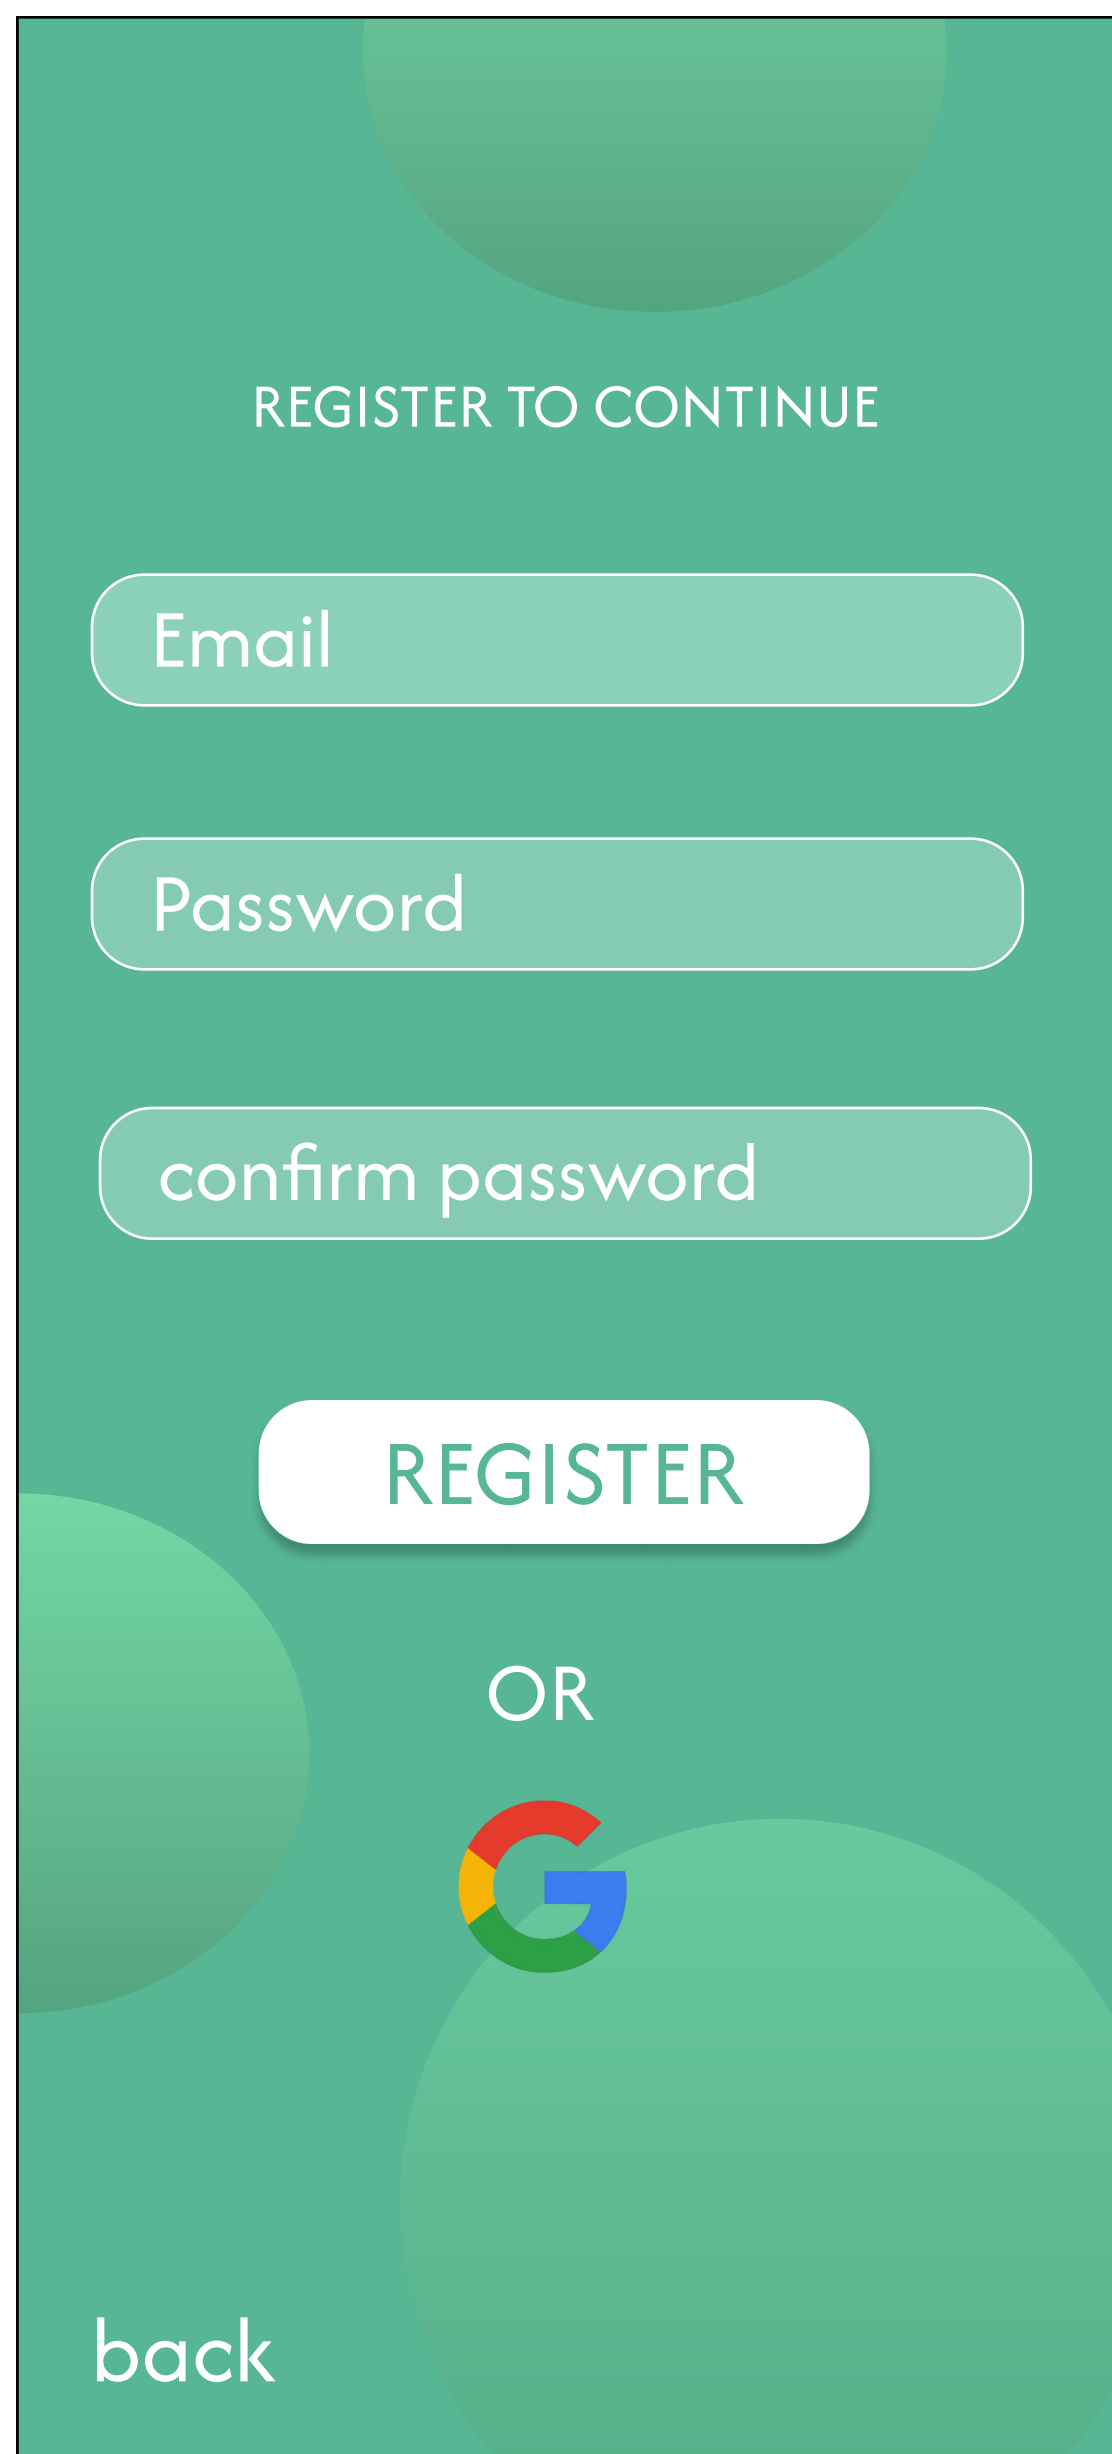 REGISTER TO CONTINUE
Email
Password
confirm password
REGISTER
OR
back